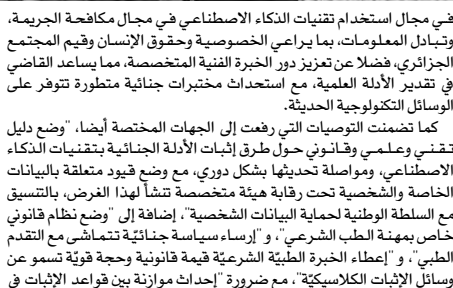 في مجال استخدام تقنيات الذكاء الاصطناعي في مجال مكافحة الجريمة،
وتبادل المعلومات، بما يراعي الخصوصية وحقوق الإنسان وقيم المجتمع
الجزائري، فضلا عن تعزيز دور الخبرة الفنية المتخصصة، مما يساعد القاضي
في تقدير الأدلة العلمية، مع استحداث مختبرات جنائية متطورة تتوفر على
الوسائل التكنولوجية الحديثة.
كما تضمنت التوصيات التي رفعت إلى الجهات المختصة أيضا، "وضع دليل
تقني وعلمي وقانوني حول طرق إثبات الأدلة الجنائية بتقنيات الذكاء
الاصطناعي، ومواصلة تحديثها بشكل دوري، مع وضع قيود متعلقة بالبيانات
الخاصة والشخصية تحت رقابة هيئة متخصصة تنشأ لهذا الغرض، بالتنسيق
مع السلطة الوطنية لحماية البيانات الشخصية"، إضافة إلى "وضع نظام قانوني
خاص بمهنة الطب الشرعي"، و"إرساء سياسة جنائيّة تتماشى مع التقدم
الطبي"، و"إعطاء الخبرة الطبيّة الشرعيّة قيمة قانونية وحجة قويّة تسمو عن
وسائل الإثبات الكلاسيكيّة"، مع ضرورة "إحداث موازنة بين قواعد الإثبات في